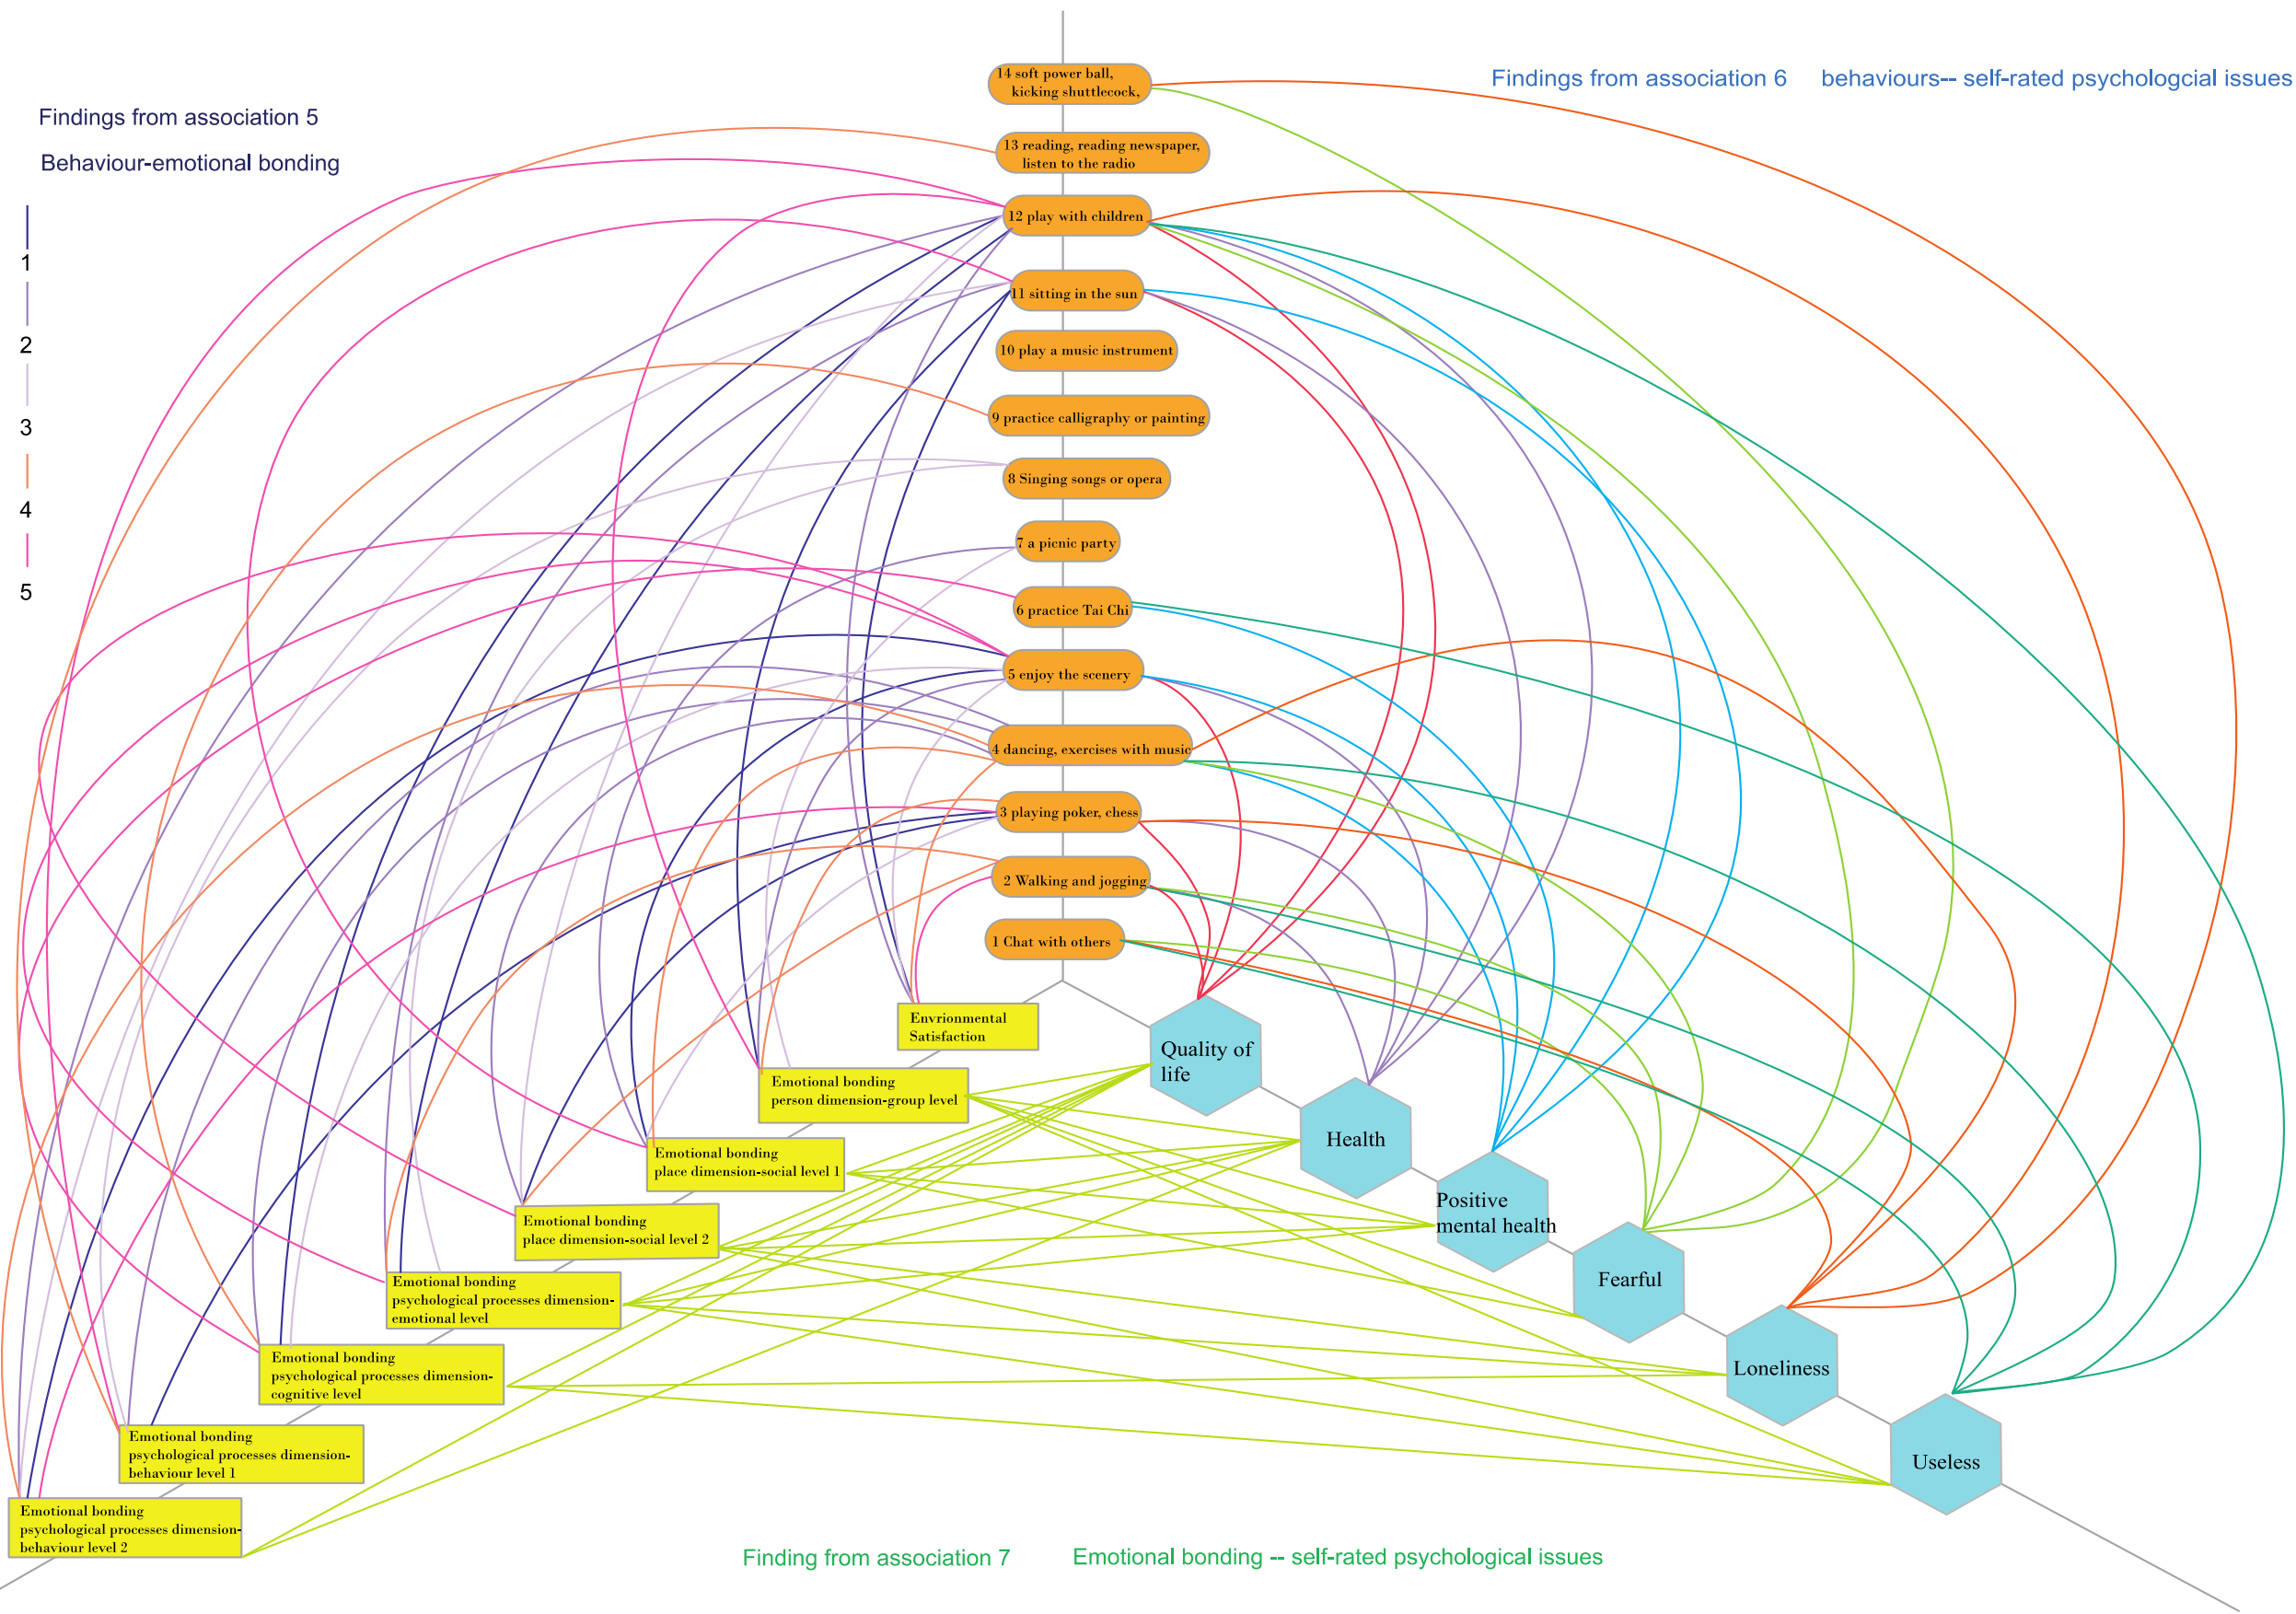 Findings from association 5
Behaviour-emotional bonding
1
2
3
4
5
Findings from association 6 behaviours-- self-rated psychologcial issues
14 soft power ball,
kicking shuttlecock,
13 reading, reading newspaper,
listen to the radio
12 play with children
11 sitting in the sun
10 play a music instrument
9 practice calligraphy or painting
8 Singing songs or opera
7 a picnic party
6 practice Tai Chi
5 enjoy the scenery
4 dancing, exercises with music
3 playing poker, chess
2 Walking and jogging
1 Chat with others
Envrionmental
Satisfaction
Emotional bonding
person dimension-group level
Emotional bonding
place dimension-social level 1
Emotional bonding
place dimension-social level 2
Emotional bonding
psychological processes dimension-
emotional level
Emotional bonding
psychological processes dimension-
cognitive level
Emotional bonding
psychological processes dimension-
behaviour level 1
Emotional bonding
psychological processes dimension-
behaviour level 2
Quality of
life
Health
Positive
mental health
Fearful
Loneliness
Useless
Finding from association 7 Emotional bonding -- self-rated psychological issues